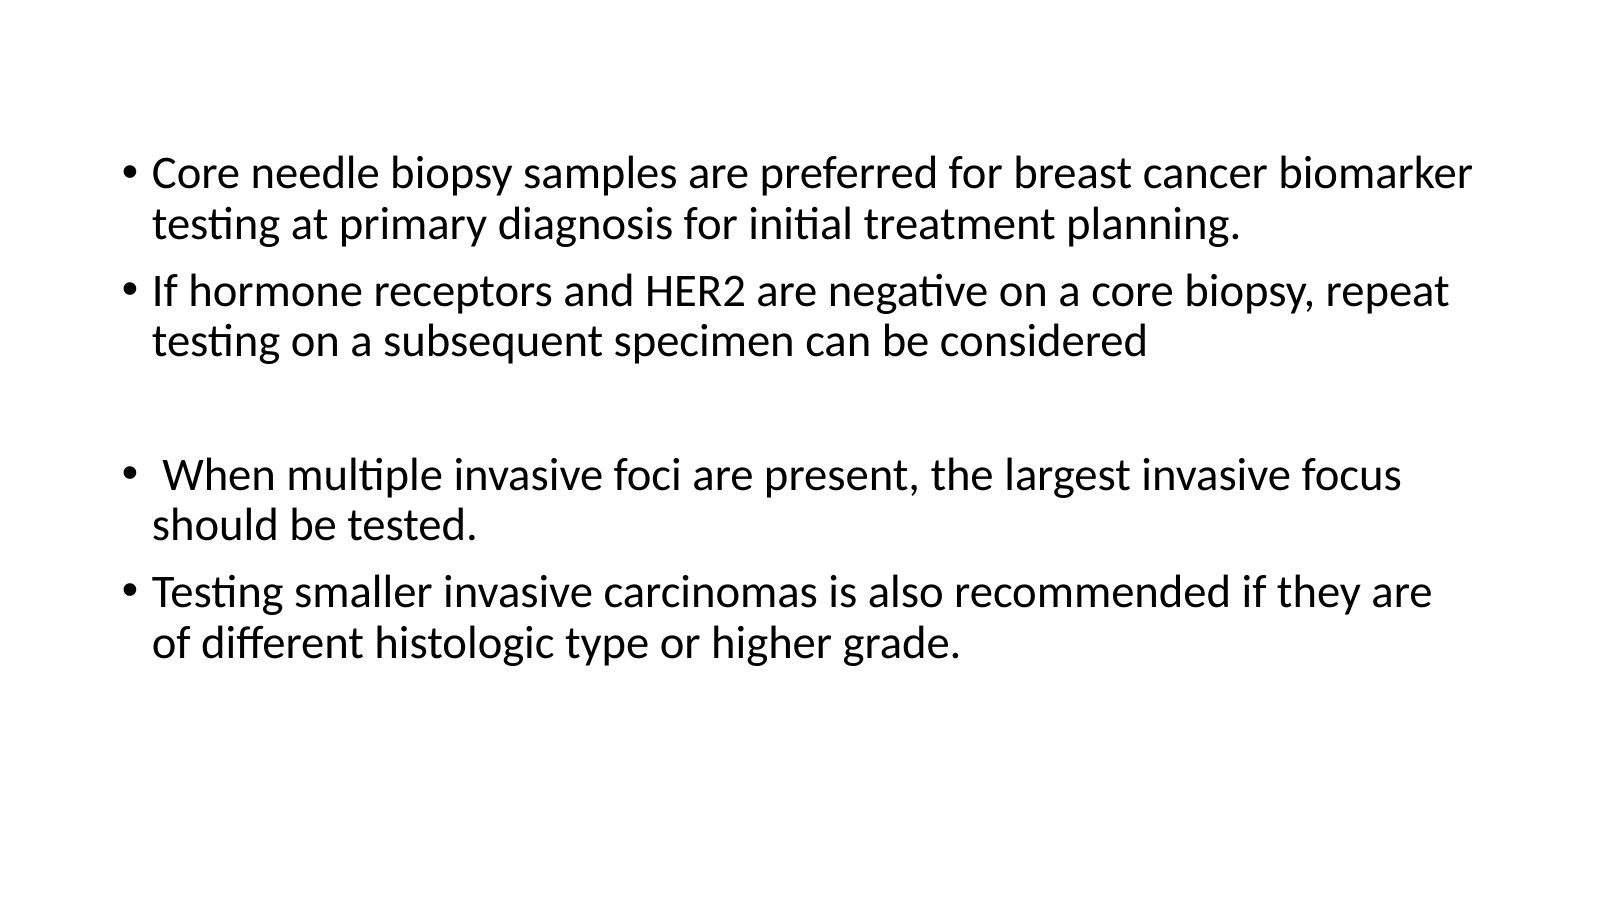 • Core needle biopsy samples are preferred for breast cancer biomarker
testing at primary diagnosis for initial treatment planning.
• If hormone receptors and HER2 are negative on a core biopsy, repeat
testing on a subsequent specimen can be considered
• When multiple invasive foci are present, the largest invasive focus
should be tested.
• Testing smaller invasive carcinomas is also recommended if they are
of different histologic type or higher grade.